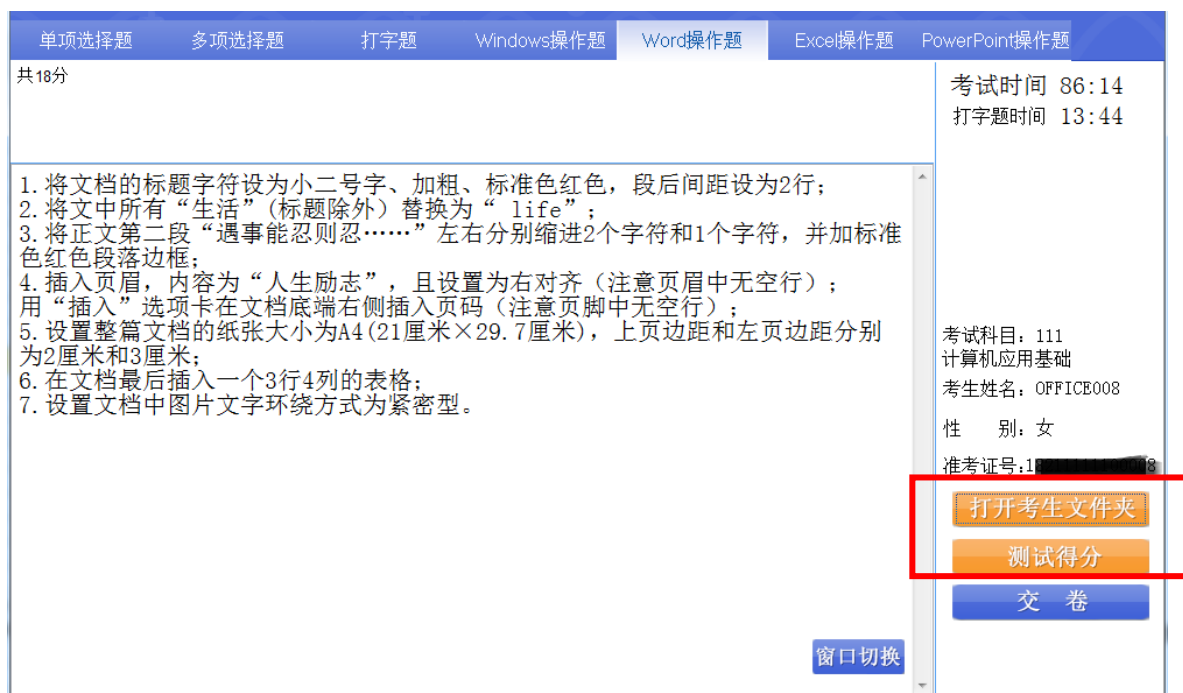 单项选择题 多项选择题 打字题 Windows操作题 Word操作题 Excel操作题 PowerPoint操作题
共18分
1.将文档的标题字符设为小二号字、加粗、标准色红色，段后间距设为2行；
2.将文中所有“生活”(标题除外）替换为“ life”；
3.将正文第二段“遇事能忍则忍……”左右分别缩进2个字符和1个字符，并加标准
色红色段落边框；
4.插入页眉，内容为“人生励志”，且设置为右对齐（注意页眉中无空行）；
用“插入”选项卡在文档底端右侧插入页码（注意页脚中无空行）；
5.设置整篇文档的纸张大小为A4(21厘米×29.7厘米)，上页边距和左页边距分别
为2厘米和3厘米；
6.在文档最后插入一个3行4列的表格；
7.设置文档中图片文字环绕方式为紧密型。
窗口切换
考试时间 86:14
打字题时间 13:44
考试科目：111
计算机应用基础
考生姓名：OFFICE008
性 别：女
准考证号:1
打开考生文件夹
测试得分
交 卷